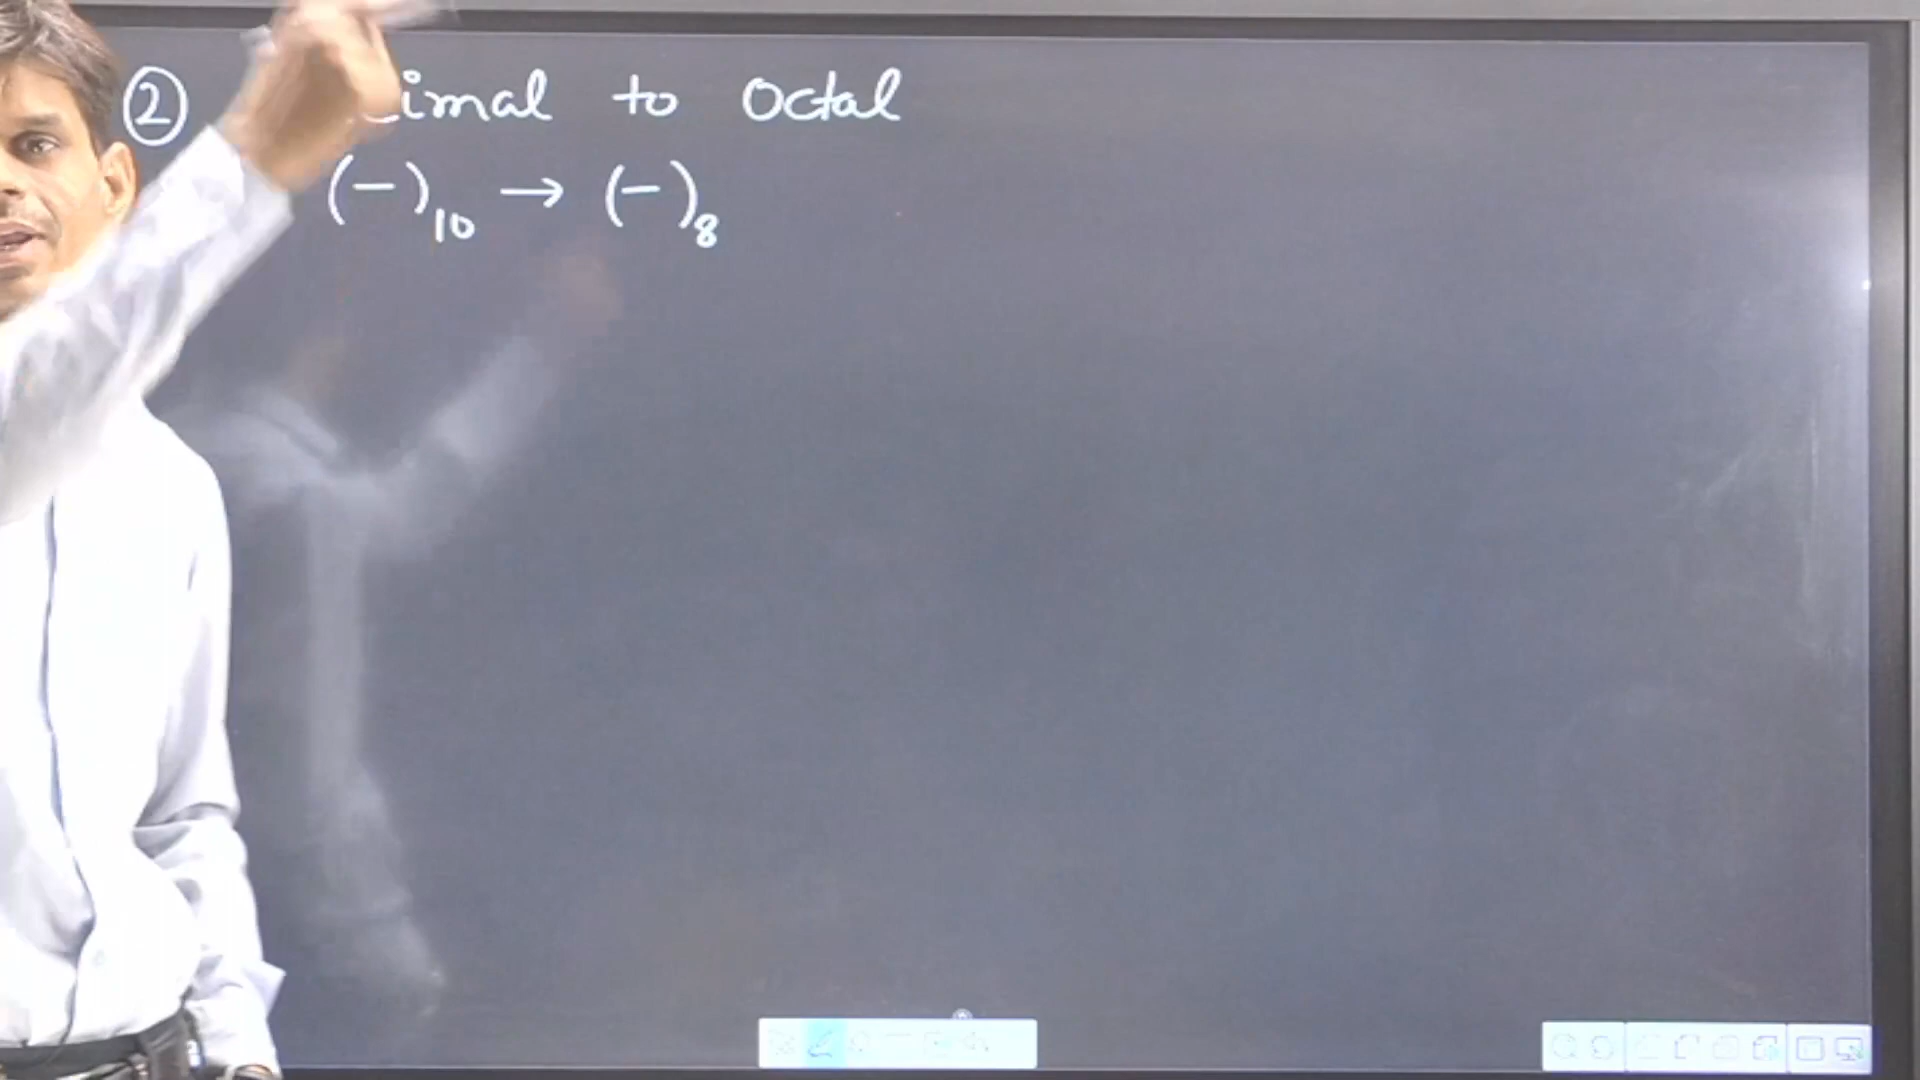 ② imal to Octal
(-)₁₀ → (-)₈